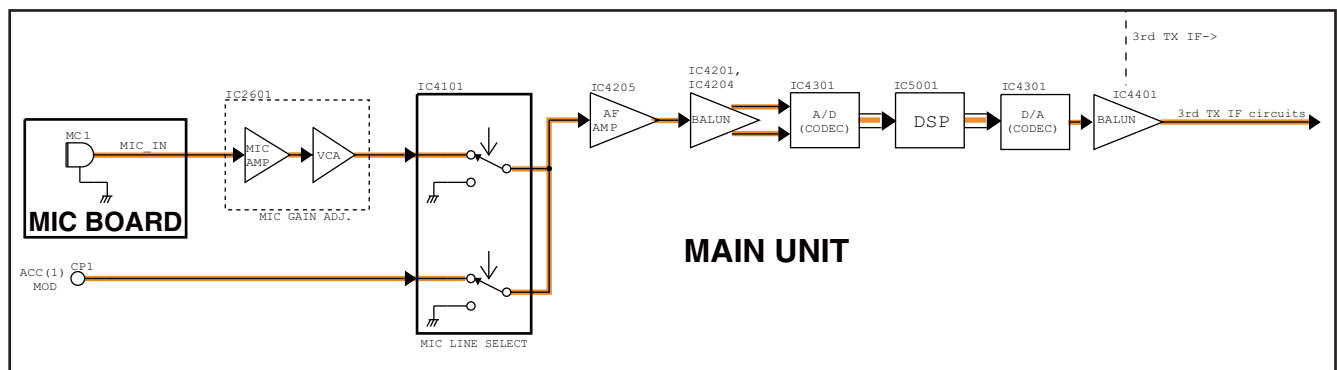 3rd TX IF->
IC4201,
IC4204
IC4101
IC4205
IC4301
IC5001
IC4301
IC4401
IC2601
AF
AMP
BALUN
A/D
(CODEC)
DSP
D/A
(CODEC)
BALUN
3rd TX IF circuits
MC1
MIC_IN
MIC
AMP
VCA
MIC BOARD
MIC GAIN ADJ.
MAIN UNIT
ACC(1)
MOD
CP1
MIC LINE SELECT